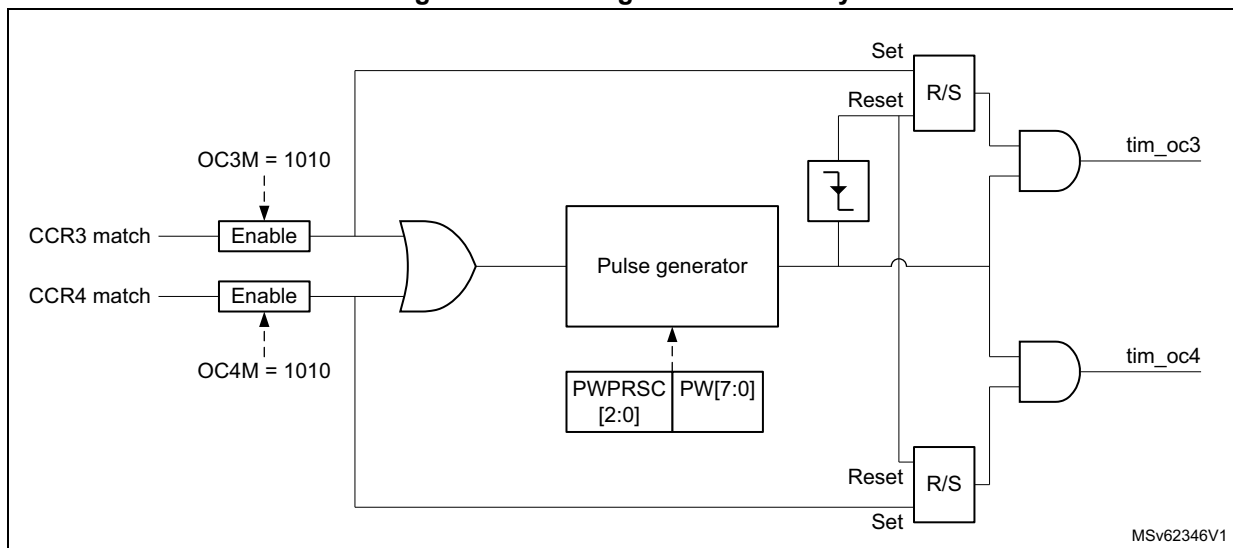 Set
R/S
Reset
tim_oc3
OC3M = 1010
CCR3 match
Enable
Pulse generator
CCR4 match
Enable
OC4M = 1010
tim_oc4
PWPRSC
[2:0]
PW[7:0]
Reset
R/S
Set
MSv62346V1